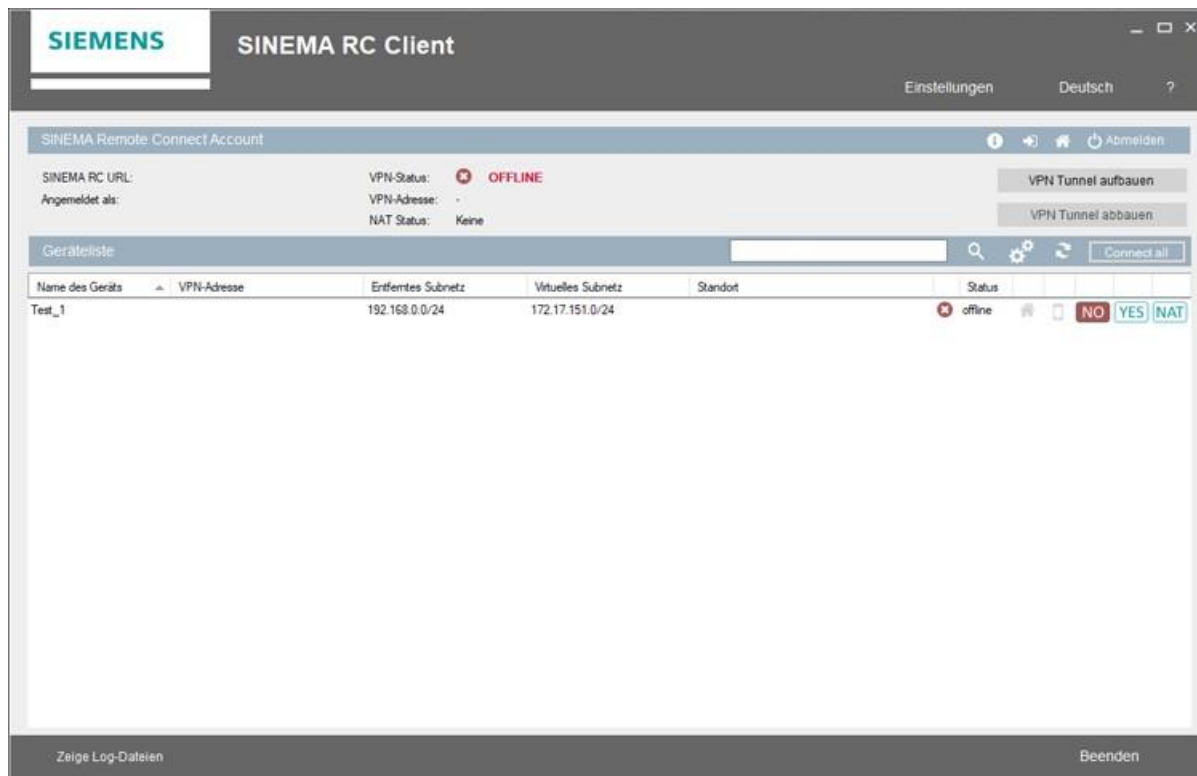 SIEMENS
SINEMA RC Client
Einstellungen Deutsch ?
SINEMA Remote Connect Account Abmelden
SINEMA RC URL: VPN-Status: OFFLINE VPN Tunnel aufbauen
Angemeldet als: VPN-Adresse: -
NAT Status: Keine VPN Tunnel abbauen
Geräteliste Connect all
Name des Geräts VPN-Adresse Entferntes Subnetz Virtuelles Subnetz Standort Status
Test_1 192.168.0.0/24 172.17.151.0/24 offline NO YES NAT
Zeige Log-Dateien Beenden